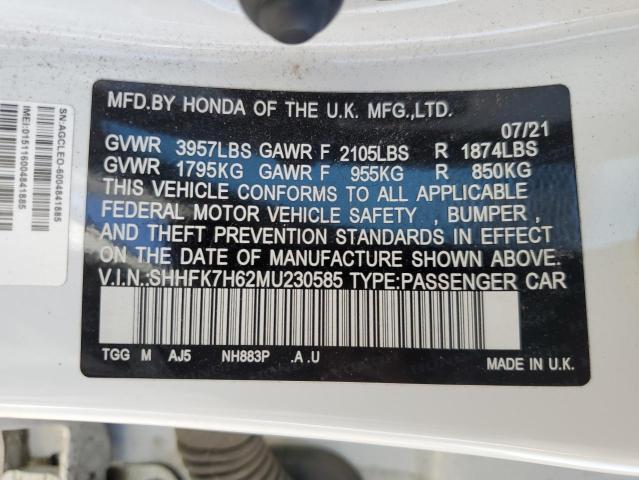 MFD.BY HONDA OF THE U.K. MFG.,LTD.
07/21
GVWR 3957LBS GAWR F 2105LBS R 1874LBS
GVWR 1795KG GAWR F 955KG R 850KG
THIS VEHICLE CONFORMS TO ALL APPLICABLE
FEDERAL MOTOR VEHICLE SAFETY , BUMPER ,
AND THEFT PREVENTION STANDARDS IN EFFECT
ON THE DATE OF MANUFACTURE SHOWN ABOVE.
V.I.N.:SHHFK7H62MU230585 TYPE:PASSENGER CAR
TGG M AJ5 NH883P .A .U
MADE IN U.K.
SN:AGCLEO-6004841885
IMEI:015116004841885